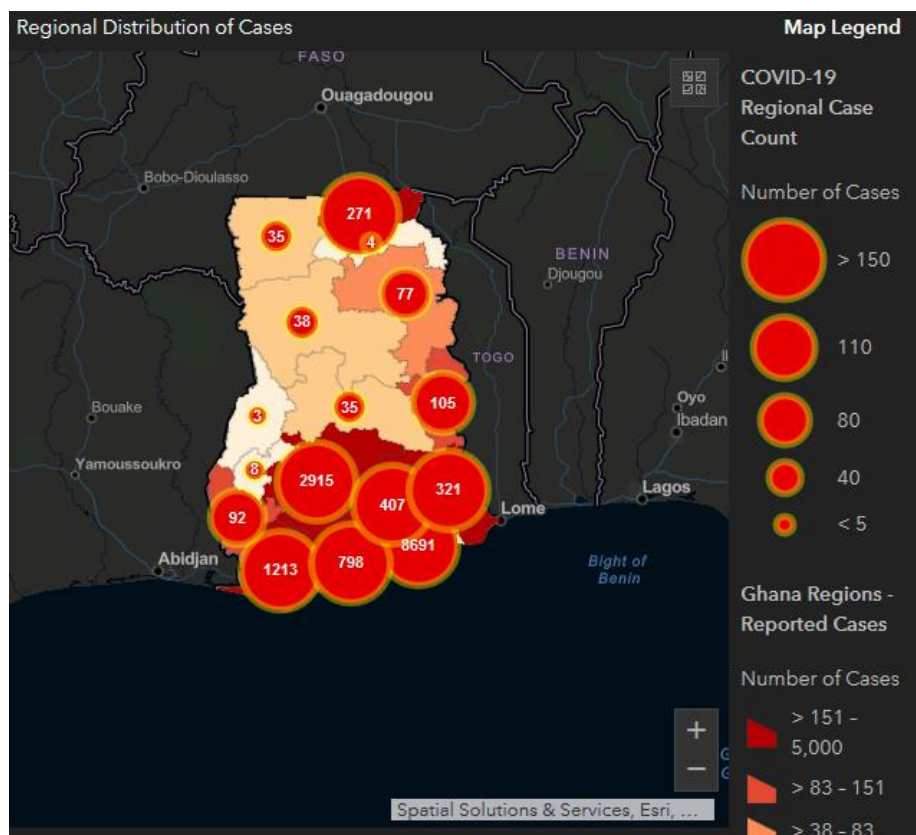 Regional Distribution of Cases
Map Legend
FASO
Ouagadougou
Bobo-Dioulasso
271
35
4
BENIN
Djougou
77
38
TOGO
105
35
3
Bouake
Oyo
Ibadan
8
Yamoussoukro
2915
321
407
92
Lagos
Lome
8691
Abidjan
798
1213
Bight of
Benin
Spatial Solutions & Services, Esri, ...
COVID-19
Regional Case
Count
Number of Cases
> 150
110
80
40
< 5
Ghana Regions -
Reported Cases
Number of Cases
> 151 –
5,000
> 83 – 151
> 38 – 83